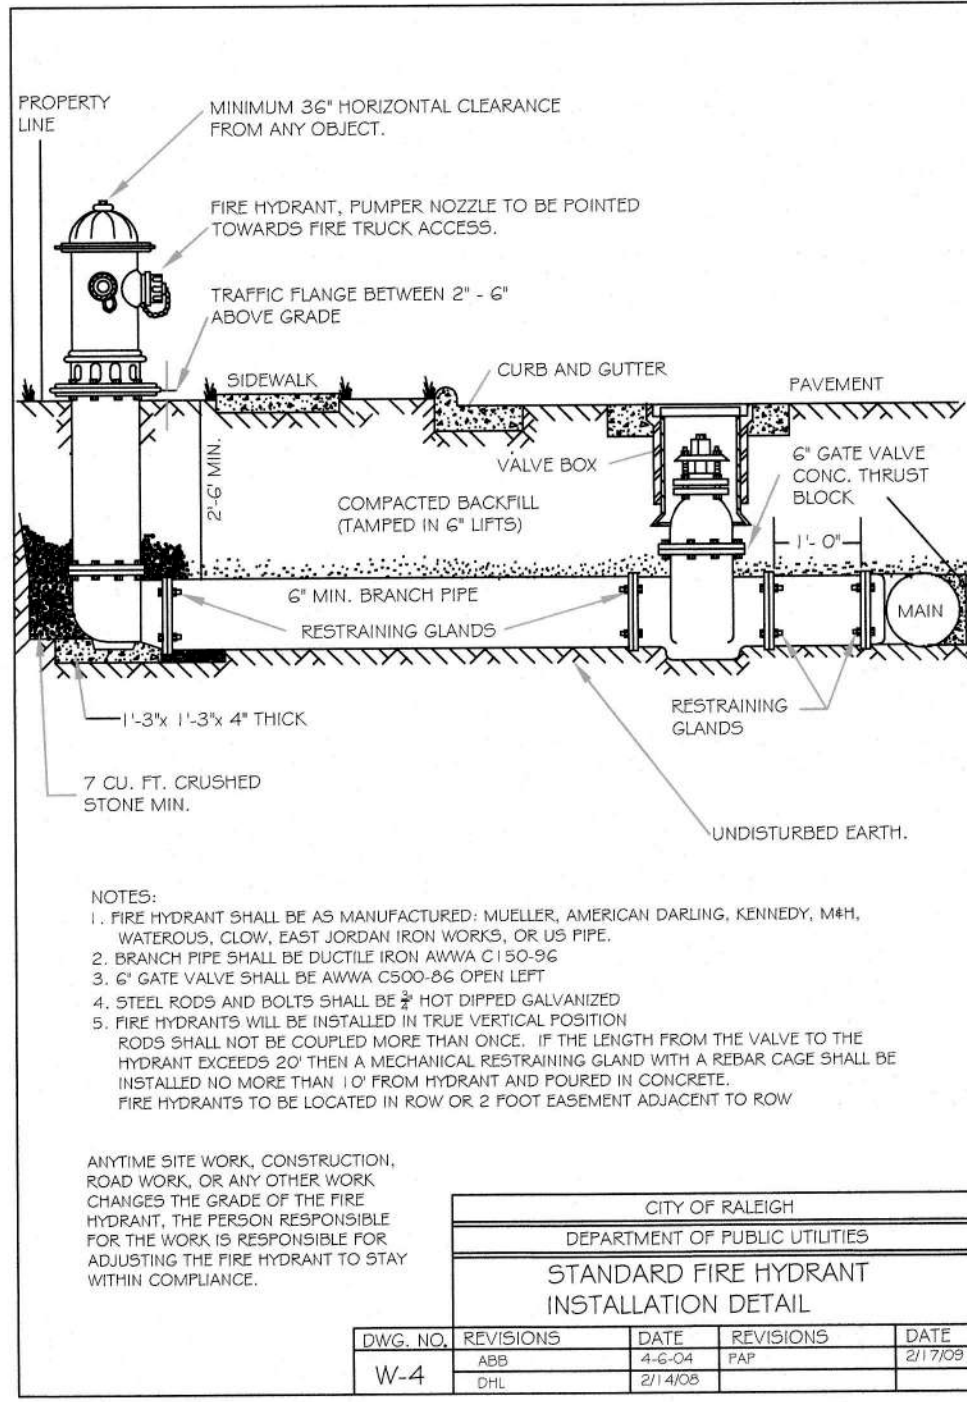 PROPERTY
LINE
MINIMUM 36" HORIZONTAL CLEARANCE
FROM ANY OBJECT.
FIRE HYDRANT, PUMPER NOZZLE TO BE POINTED
TOWARDS FIRE TRUCK ACCESS.
TRAFFIC FLANGE BETWEEN 2" - 6"
ABOVE GRADE
SIDEWALK
CURB AND GUTTER
PAVEMENT
2'-6' MIN.
VALVE BOX
6" GATE VALVE
CONC. THRUST
BLOCK
COMPACTED BACKFILL
(TAMPED IN 6" LIFTS)
1'- 0"
6" MIN. BRANCH PIPE
RESTRAINING GLANDS
MAIN
1'-3"x 1'-3"x 4" THICK
RESTRAINING
GLANDS
7 CU. FT. CRUSHED
STONE MIN.
UNDISTURBED EARTH.
NOTES:
1. FIRE HYDRANT SHALL BE AS MANUFACTURED: MUELLER, AMERICAN DARLING, KENNEDY, M&H,
WATEROUS, CLOW, EAST JORDAN IRON WORKS, OR US PIPE.
2. BRANCH PIPE SHALL BE DUCTILE IRON AWWA C150-96
3. 6" GATE VALVE SHALL BE AWWA C500-86 OPEN LEFT
4. STEEL RODS AND BOLTS SHALL BE 3/4" HOT DIPPED GALVANIZED
5. FIRE HYDRANTS WILL BE INSTALLED IN TRUE VERTICAL POSITION
RODS SHALL NOT BE COUPLED MORE THAN ONCE. IF THE LENGTH FROM THE VALVE TO THE
HYDRANT EXCEEDS 20' THEN A MECHANICAL RESTRAINING GLAND WITH A REBAR CAGE SHALL BE
INSTALLED NO MORE THAN 10' FROM HYDRANT AND POURED IN CONCRETE.
FIRE HYDRANTS TO BE LOCATED IN ROW OR 2 FOOT EASEMENT ADJACENT TO ROW
ANYTIME SITE WORK, CONSTRUCTION,
ROAD WORK, OR ANY OTHER WORK
CHANGES THE GRADE OF THE FIRE
HYDRANT, THE PERSON RESPONSIBLE
FOR THE WORK IS RESPONSIBLE FOR
ADJUSTING THE FIRE HYDRANT TO STAY
WITHIN COMPLIANCE.
CITY OF RALEIGH
DEPARTMENT OF PUBLIC UTILITIES
STANDARD FIRE HYDRANT
INSTALLATION DETAIL
DWG. NO. REVISIONS DATE REVISIONS DATE
W-4 ABB 4-6-04 PAP 2/17/09
DHL 2/14/08